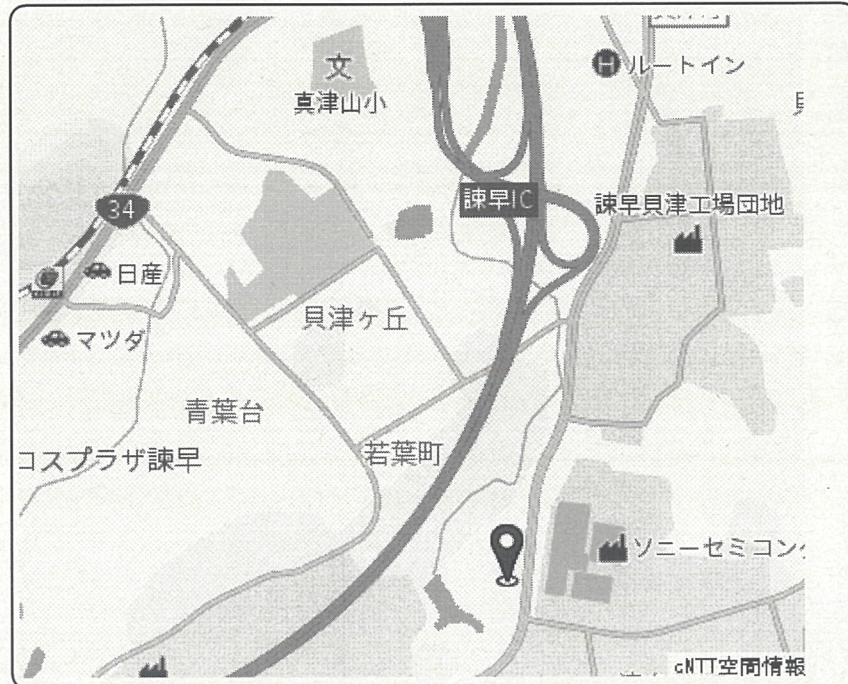 文
真津山小
ルートイン
諫早IC
諫早貝津工場団地
34
日産
マツダ
貝津ヶ丘
青葉台
若葉町
コスプラザ諫早
ソニーセミコン
cNTT空間情報